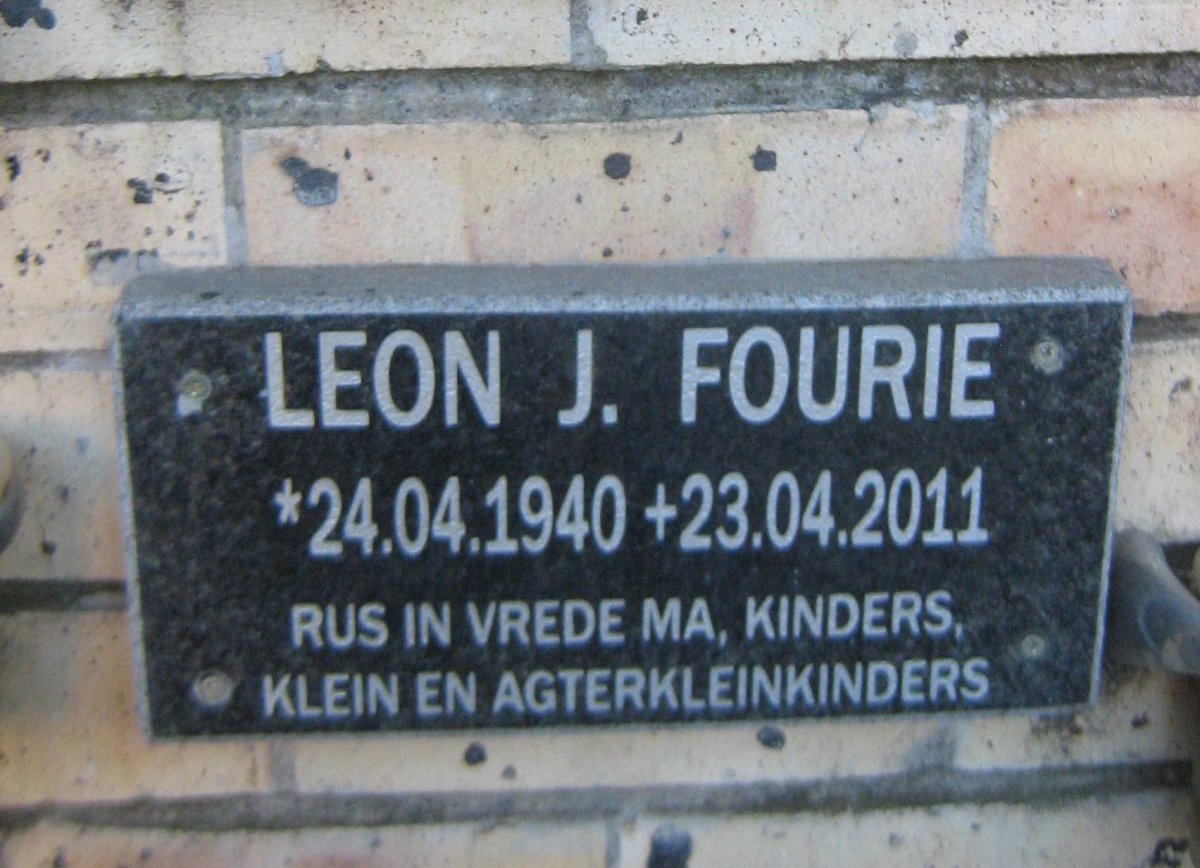 LEON J. FOURIE
*24.04.1940 +23.04.2011
RUS IN VREDE MA, KINDERS,
KLEIN EN AGTERKLEINKINDERS